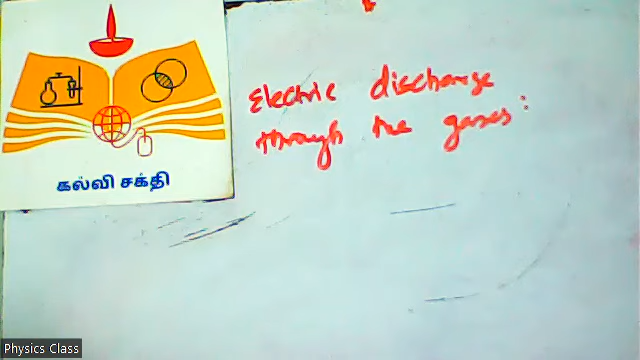 Electric discharge
through the gases:
கல்வி சக்தி
Physics Class